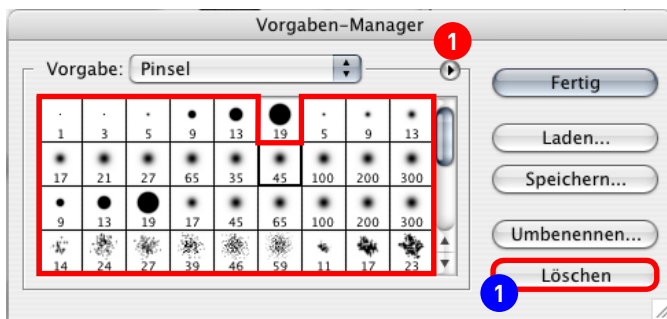 Vorgaben-Manager
1
Vorgabe: Pinsel
Fertig
1 3 5 9 13 19 5 9 13
Laden...
17 21 27 65 35 45 100 200 300
Speichern...
9 13 19 17 45 65 100 200 300
Umbenennen...
14 24 27 39 46 59 11 17 23
1 Löschen